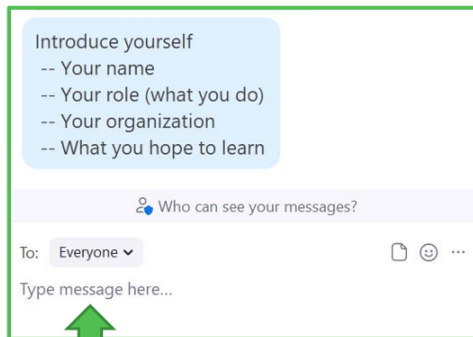 Introduce yourself
-- Your name
-- Your role (what you do)
-- Your organization
-- What you hope to learn
Who can see your messages?
To: Everyone
Type message here...